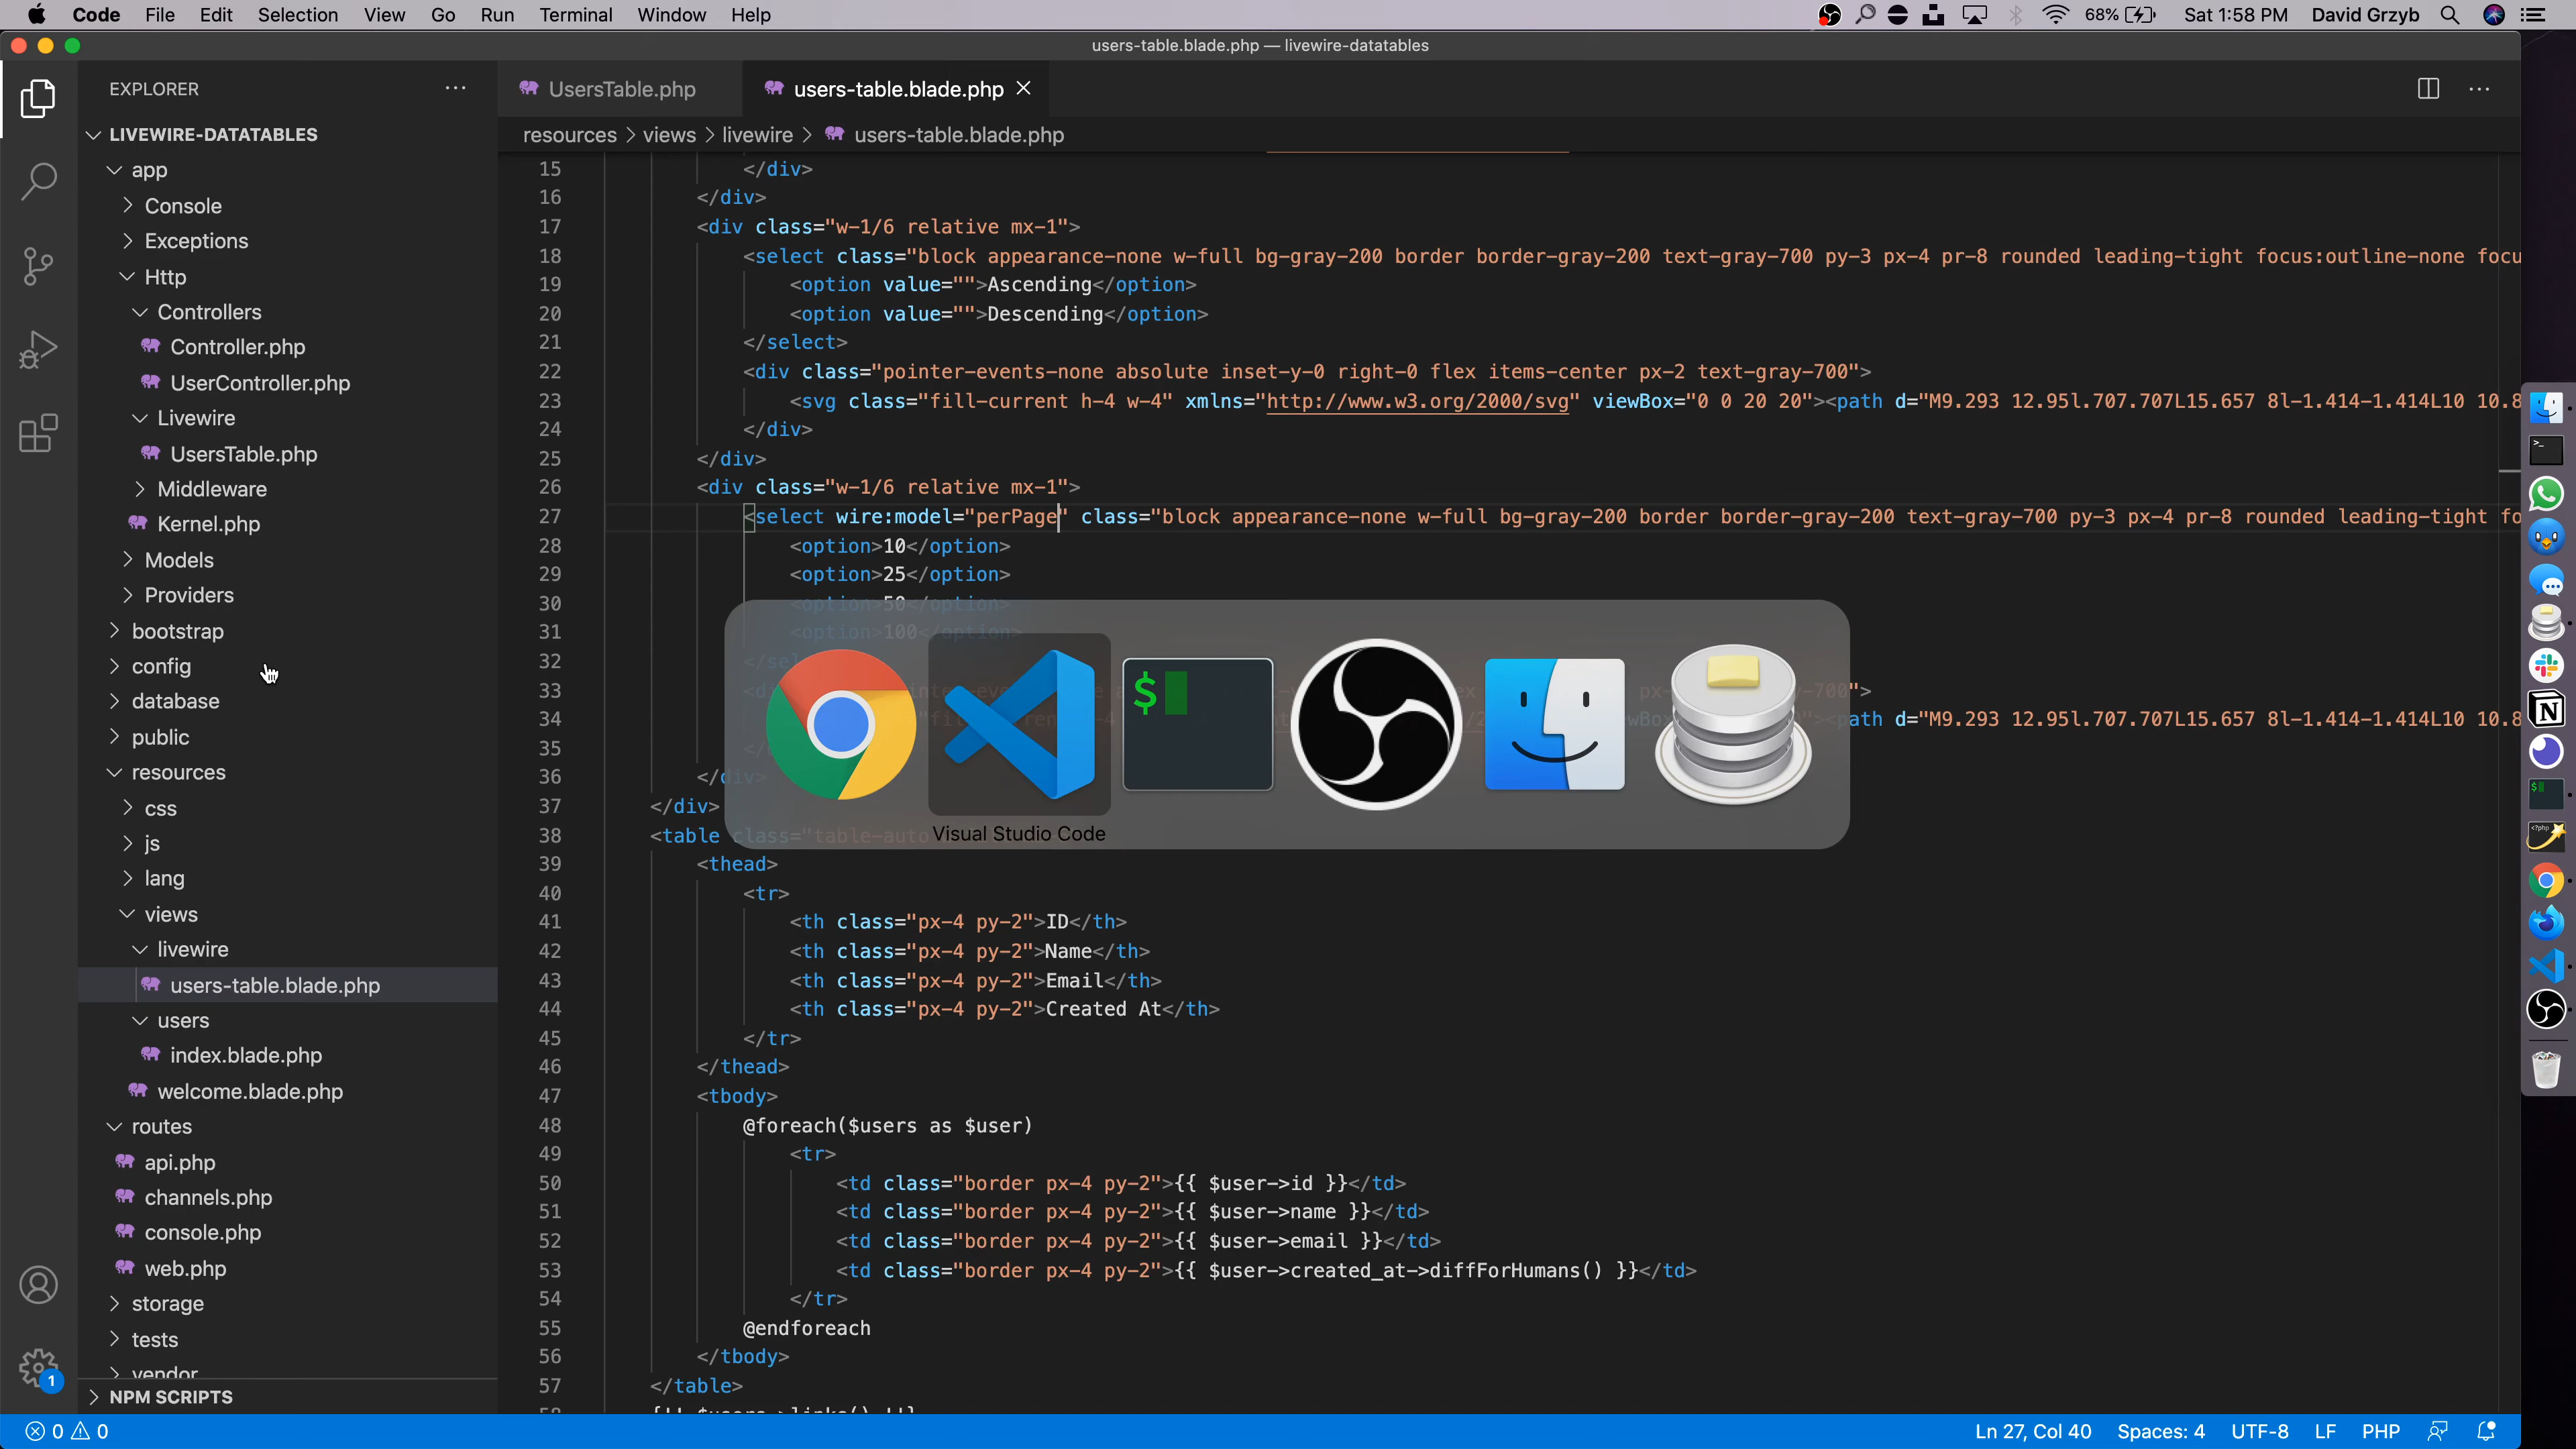 Code File Edit Selection View Go Run Terminal Window Help 68% Sat 1:58 PM David Grzyb
users-table.blade.php — livewire-datatables
EXPLORER
LIVEWIRE-DATATABLES
app
Console
Exceptions
Http
Controllers
Controller.php
UserController.php
Livewire
UsersTable.php
Middleware
Kernel.php
Models
Providers
bootstrap
config
database
public
resources
css
js
lang
views
livewire
users-table.blade.php
users
index.blade.php
welcome.blade.php
routes
api.php
channels.php
console.php
web.php
storage
tests
vendor
NPM SCRIPTS
UsersTable.php users-table.blade.php
resources > views > livewire > users-table.blade.php
15 </div>
16 </div>
17 <div class="w-1/6 relative mx-1">
18 <select class="block appearance-none w-full bg-gray-200 border border-gray-200 text-gray-700 py-3 px-4 pr-8 rounded leading-tight focus:outline-none focu
19 <option value="">Ascending</option>
20 <option value="">Descending</option>
21 </select>
22 <div class="pointer-events-none absolute inset-y-0 right-0 flex items-center px-2 text-gray-700">
23 <svg class="fill-current h-4 w-4" xmlns="http://www.w3.org/2000/svg" viewBox="0 0 20 20"><path d="M9.293 12.95l.707.707L15.657 8l-1.414-1.414L10 10.8
24 </div>
25 </div>
26 <div class="w-1/6 relative mx-1">
27 <select wire:model="perPage" class="block appearance-none w-full bg-gray-200 border border-gray-200 text-gray-700 py-3 px-4 pr-8 rounded leading-tight fo
28 <option>10</option>
29 <option>25</option>
30 <option>50</option>
31 <option>100</option>
32
33 700">
34 path d="M9.293 12.95l.707.707L15.657 8l-1.414-1.414L10 10.8
35
36 </div>
37 </div>
38 <table class="table-auto
39 <thead>
40 <tr>
41 <th class="px-4 py-2">ID</th>
42 <th class="px-4 py-2">Name</th>
43 <th class="px-4 py-2">Email</th>
44 <th class="px-4 py-2">Created At</th>
45 </tr>
46 </thead>
47 <tbody>
48 @foreach($users as $user)
49 <tr>
50 <td class="border px-4 py-2">{{ $user->id }}</td>
51 <td class="border px-4 py-2">{{ $user->name }}</td>
52 <td class="border px-4 py-2">{{ $user->email }}</td>
53 <td class="border px-4 py-2">{{ $user->created_at->diffForHumans() }}</td>
54 </tr>
55 @endforeach
56 </tbody>
57 </table>
Visual Studio Code
1
0 0 Ln 27, Col 40 Spaces: 4 UTF-8 LF PHP